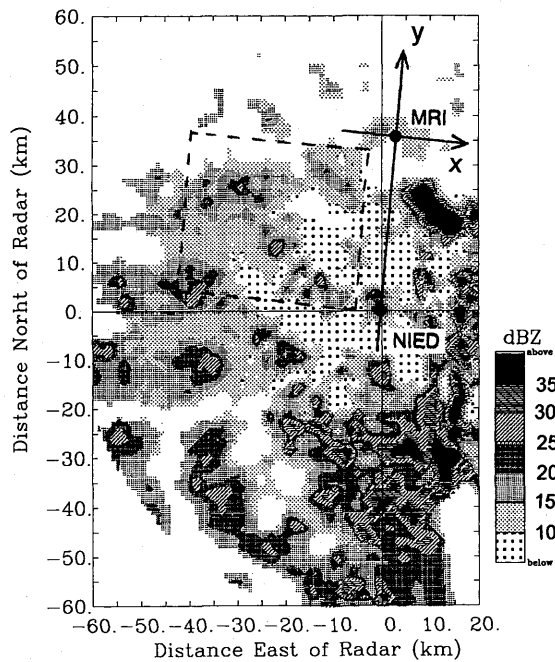 60.
50.
40.
30.
20.
10.
0.
-10.
-20.
-30.
-40.
-50.
-60.
Distance Norht of Radar (km)
y
MRI
x
NIED
dBZ
above
35
30
25
20
15
10
below
-60. -50. -40. -30. -20. -10. 0. 10. 20.
Distance East of Radar (km)